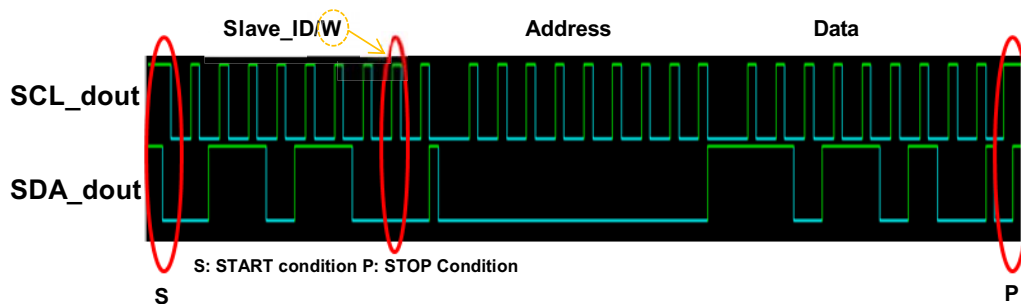 Slave_ID/W Address Data
SCL_dout
SDA_dout
S: START condition P: STOP Condition
S P